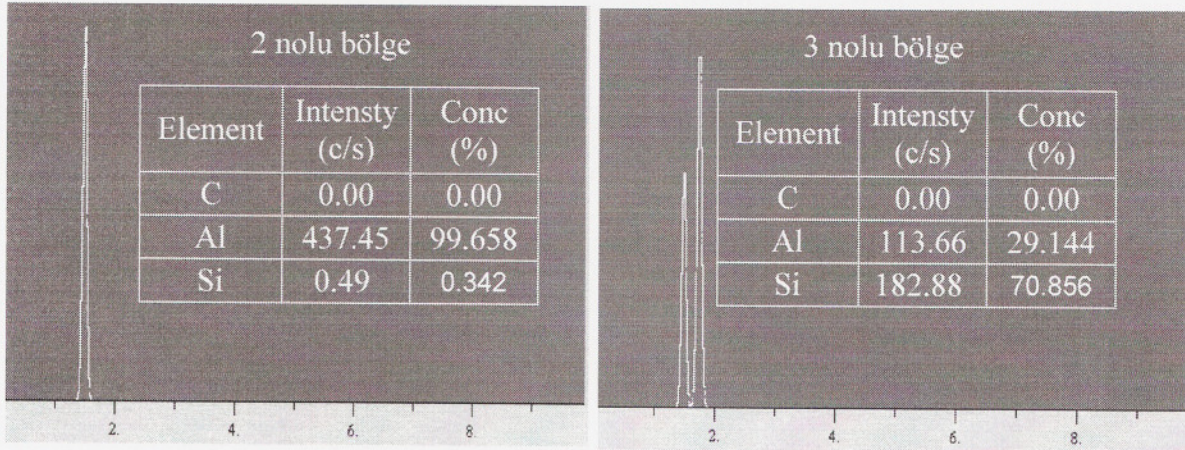 2 nolu bölge
Element Intensty (c/s) Conc (%)
C 0.00 0.00
Al 437.45 99.658
Si 0.49 0.342
2. 4. 6. 8.
3 nolu bölge
Element Intensty (c/s) Conc (%)
C 0.00 0.00
Al 113.66 29.144
Si 182.88 70.856
2. 4. 6. 8.